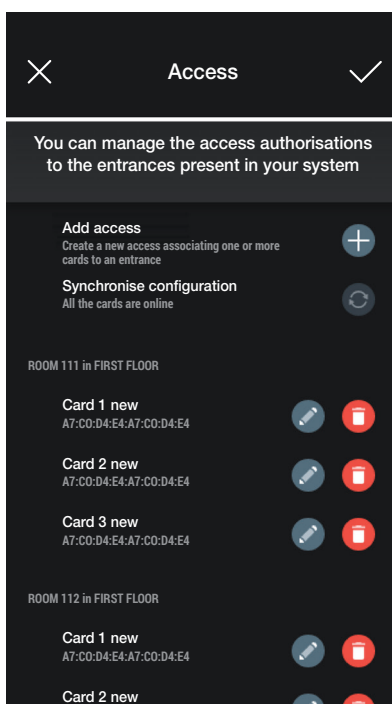 Access
You can manage the access authorisations
to the entrances present in your system
Add access
Create a new access associating one or more
cards to an entrance
Synchronise configuration
All the cards are online
ROOM 111 in FIRST FLOOR
Card 1 new
A7:C0:D4:E4:A7:C0:D4:E4
Card 2 new
A7:C0:D4:E4:A7:C0:D4:E4
Card 3 new
A7:C0:D4:E4:A7:C0:D4:E4
ROOM 112 in FIRST FLOOR
Card 1 new
A7:C0:D4:E4:A7:C0:D4:E4
Card 2 new